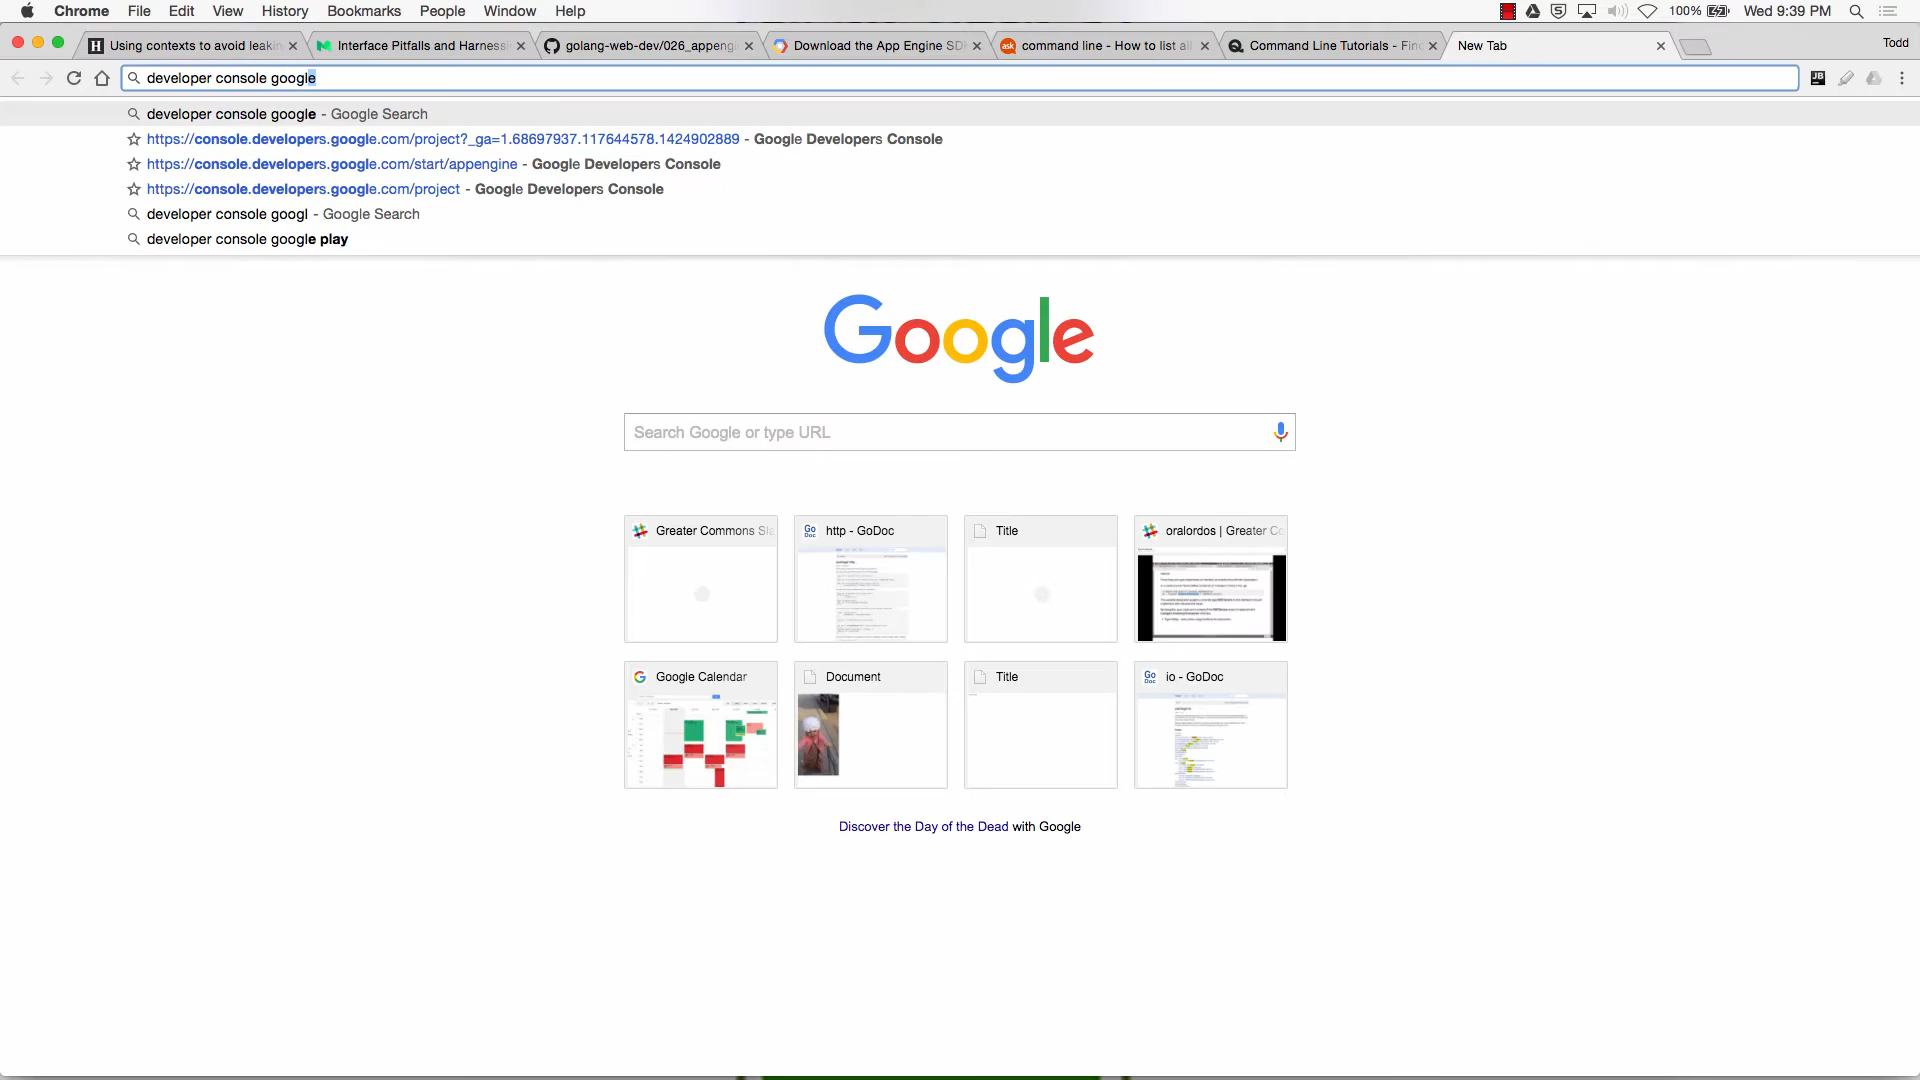 Chrome File Edit View History Bookmarks People Window Help 100% Wed 9:39 PM
Using contexts to avoid leakin
Interface Pitfalls and Harnessi
golang-web-dev/026_appengi
Download the App Engine SD
command line - How to list all
Command Line Tutorials - Fin
New Tab
Todd
developer console google
JB
developer console google - Google Search
https://console.developers.google.com/project?_ga=1.68697937.117644578.1424902889 - Google Developers Console
https://console.developers.google.com/start/appengine - Google Developers Console
https://console.developers.google.com/project - Google Developers Console
developer console googl - Google Search
developer console google play
Google
Search Google or type URL
Greater Commons Sla
http - GoDoc
Title
oralordos | Greater Co
Google Calendar
Document
Title
io - GoDoc
Discover the Day of the Dead with Google